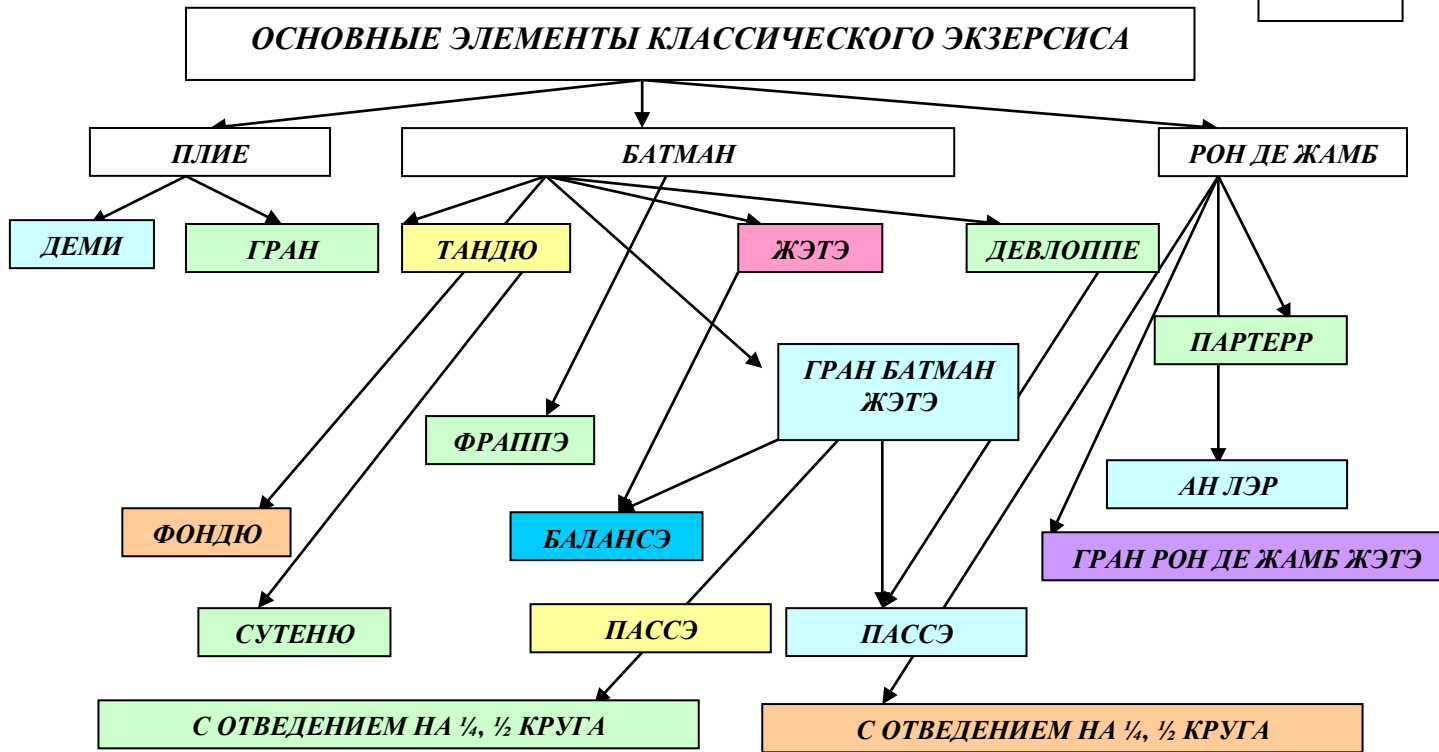 ОСНОВНЫЕ ЭЛЕМЕНТЫ КЛАССИЧЕСКОГО ЭКЗЕРСИСА
ПЛИЕ
БАТМАН
РОН ДЕ ЖАМБ
ДЕМИ
ГРАН
ТАНДЮ
ЖЭТЭ
ДЕВЛОППЕ
ПАРТЕРР
ГРАН БАТМАН
ЖЭТЭ
ФРАППЭ
АН ЛЭР
ФОНДЮ
БАЛАНСЭ
ГРАН РОН ДЕ ЖАМБ ЖЭТЭ
СУТЕНЮ
ПАССЭ
ПАССЭ
С ОТВЕДЕНИЕМ НА ¼, ½ КРУГА
С ОТВЕДЕНИЕМ НА ¼, ½ КРУГА